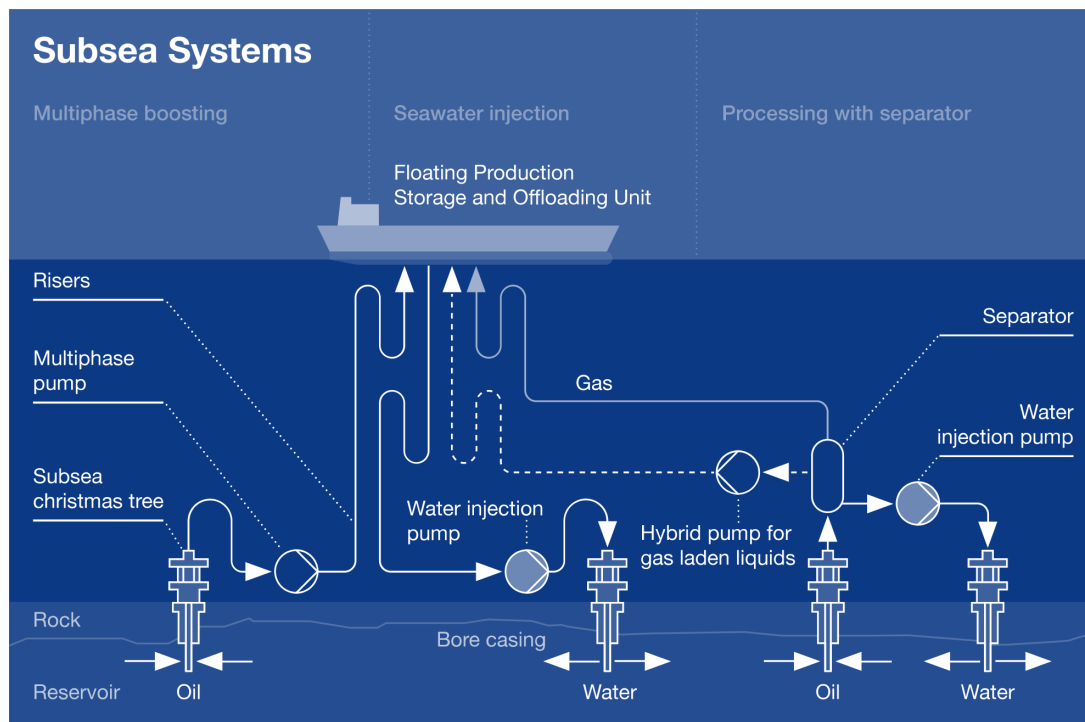 Subsea Systems
Multiphase boosting
Seawater injection
Processing with separator
Floating Production
Storage and Offloading Unit
Risers
Multiphase
pump
Subsea
christmas tree
Gas
Separator
Water
injection pump
Water injection
pump
Hybrid pump for
gas laden liquids
Rock
Bore casing
Reservoir
Oil
Water
Oil
Water